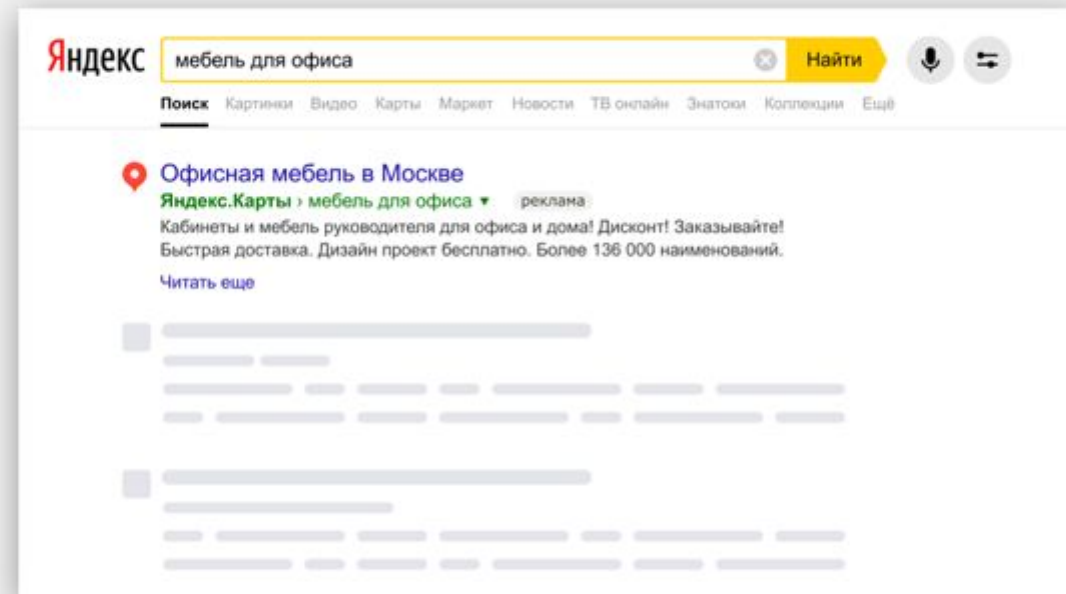 Яндекс мебель для офиса Найти
Поиск Картинки Видео Карты Маркет Новости ТВ онлайн Знатоки Коллекции Ещё
Офисная мебель в Москве
Яндекс.Карты › мебель для офиса ▾ реклама
Кабинеты и мебель руководителя для офиса и дома! Дисконт! Заказывайте!
Быстрая доставка. Дизайн проект бесплатно. Более 136 000 наименований.
Читать еще